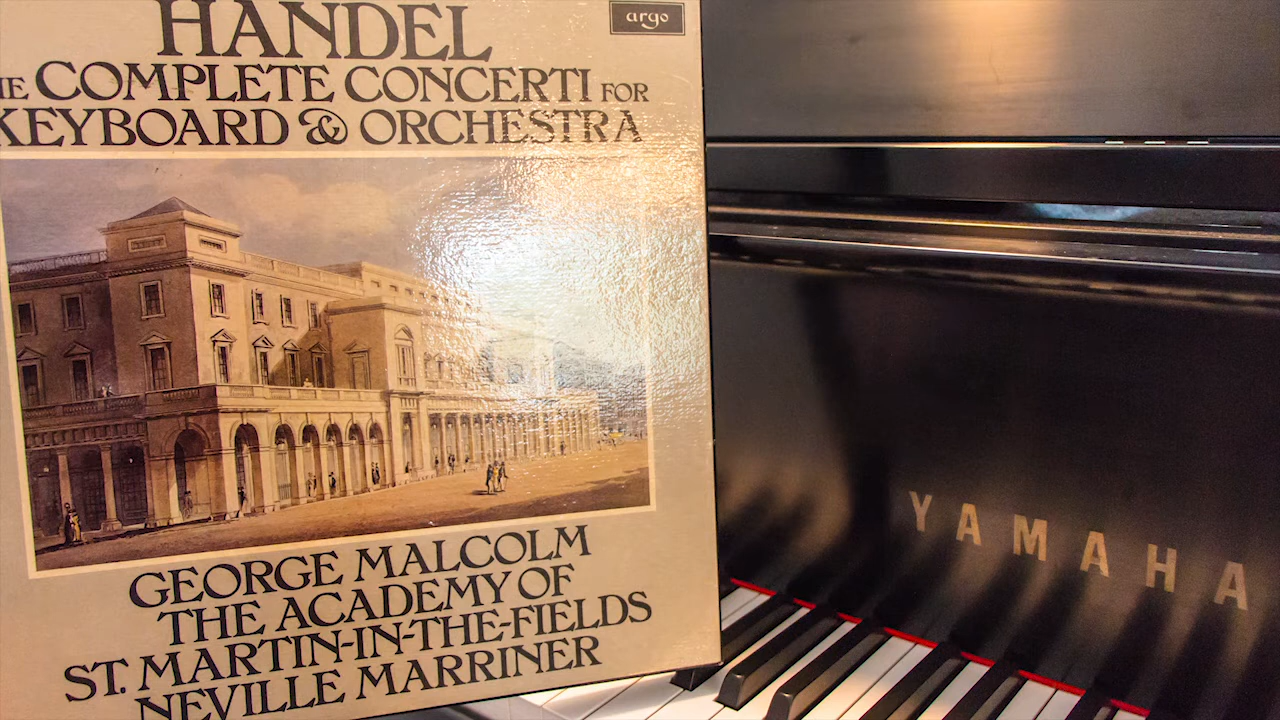 HANDEL
argo
THE COMPLETE CONCERTI FOR
KEYBOARD & ORCHESTRA
GEORGE MALCOLM
THE ACADEMY OF
ST. MARTIN-IN-THE-FIELDS
NEVILLE MARRINER
YAMAHA